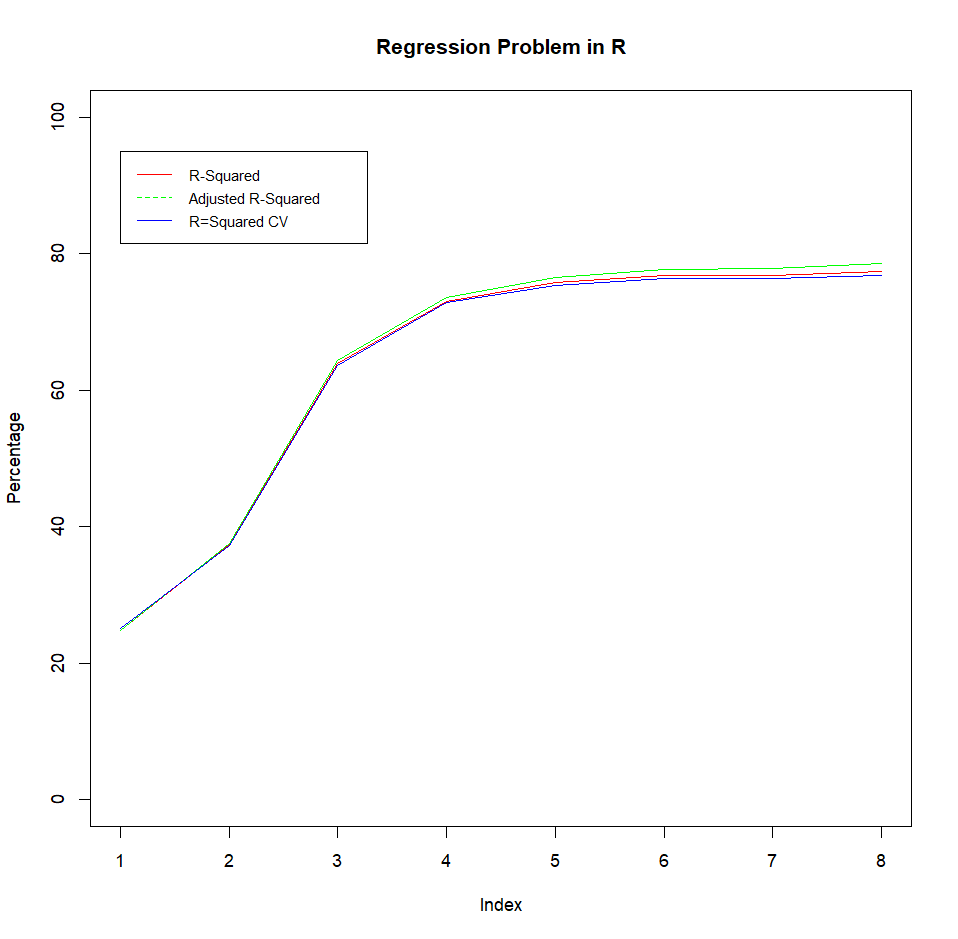 Regression Problem in R
100
80
60
40
20
0
Percentage
R-Squared
Adjusted R-Squared
R=Squared CV
1 2 3 4 5 6 7 8
Index